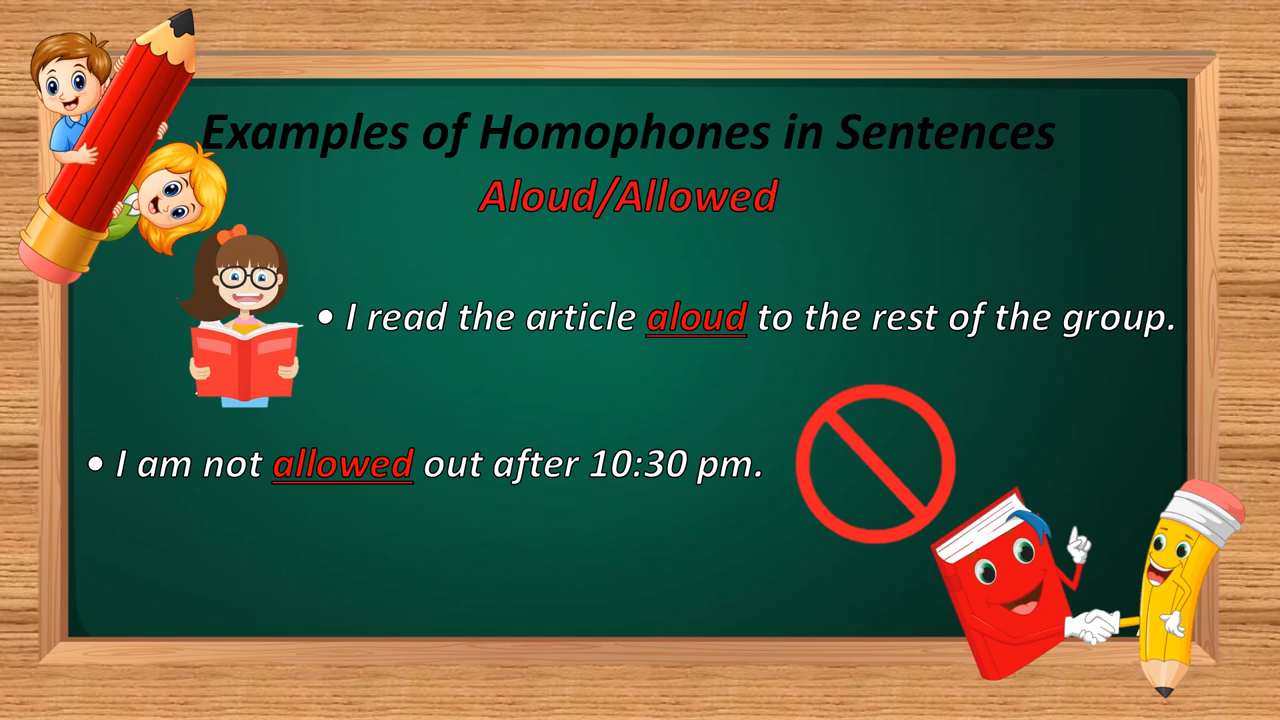 Examples of Homophones in Sentences
Aloud/Allowed
• I read the article aloud to the rest of the group.
• I am not allowed out after 10:30 pm.